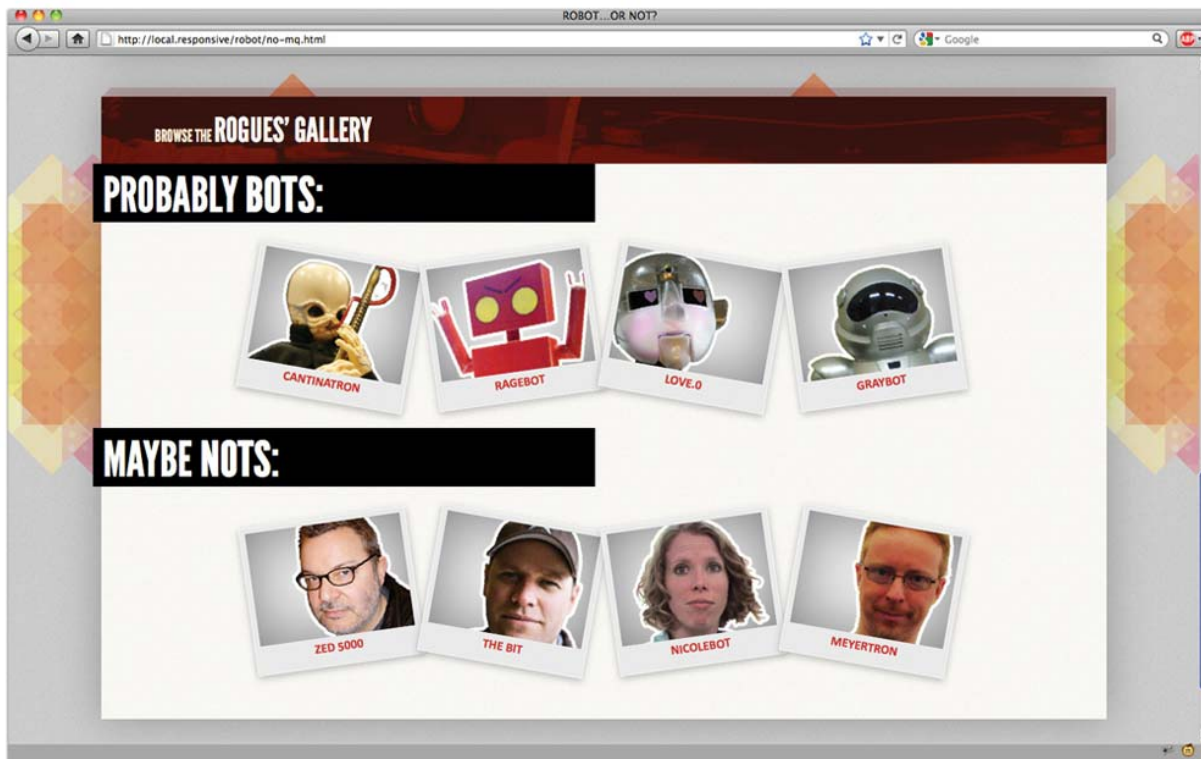 ROBOT...OR NOT?
http://local.responsive/robot/no-mq.html
Google
ABP
BROWSE THE ROGUES' GALLERY
PROBABLY BOTS:
CANTINATRON
RAGEBOT
LOVE.0
GRAYBOT
MAYBE NOTS:
ZED 5000
THE BIT
NICOLEBOT
MEYERTRON